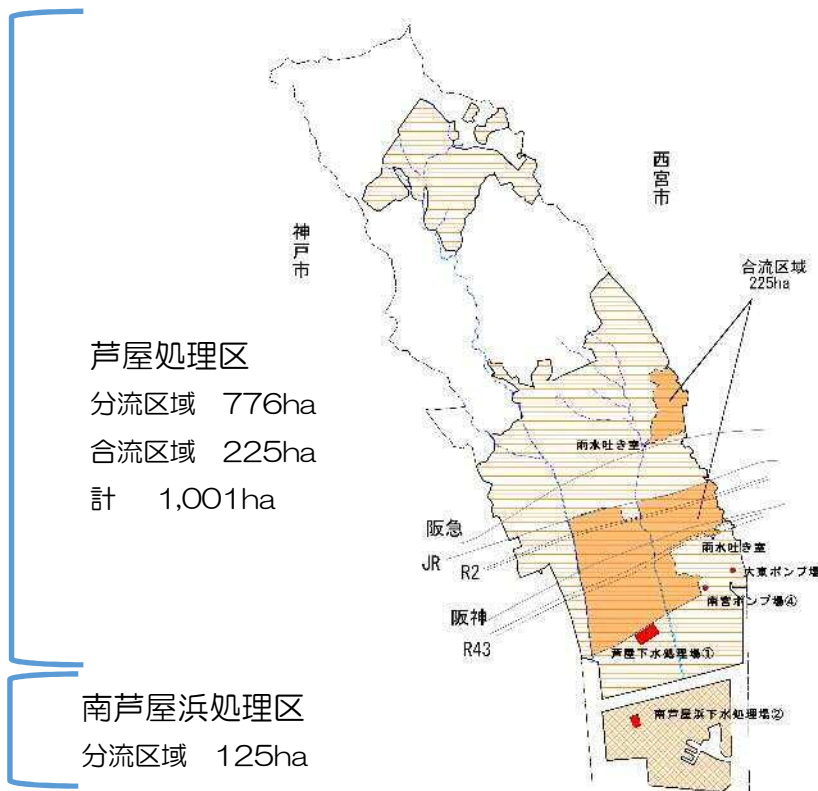 芦屋処理区
分流区域 776ha
合流区域 225ha
計 1,001ha
南芦屋浜処理区
分流区域 125ha
神戸市
西宮市
合流区域
225ha
雨水吐き室
阪急
JR
R2
阪神
R43
雨水吐き室
大東ポンプ場
南宮ポンプ場④
芦屋下水処理場①
南芦屋浜下水処理場②